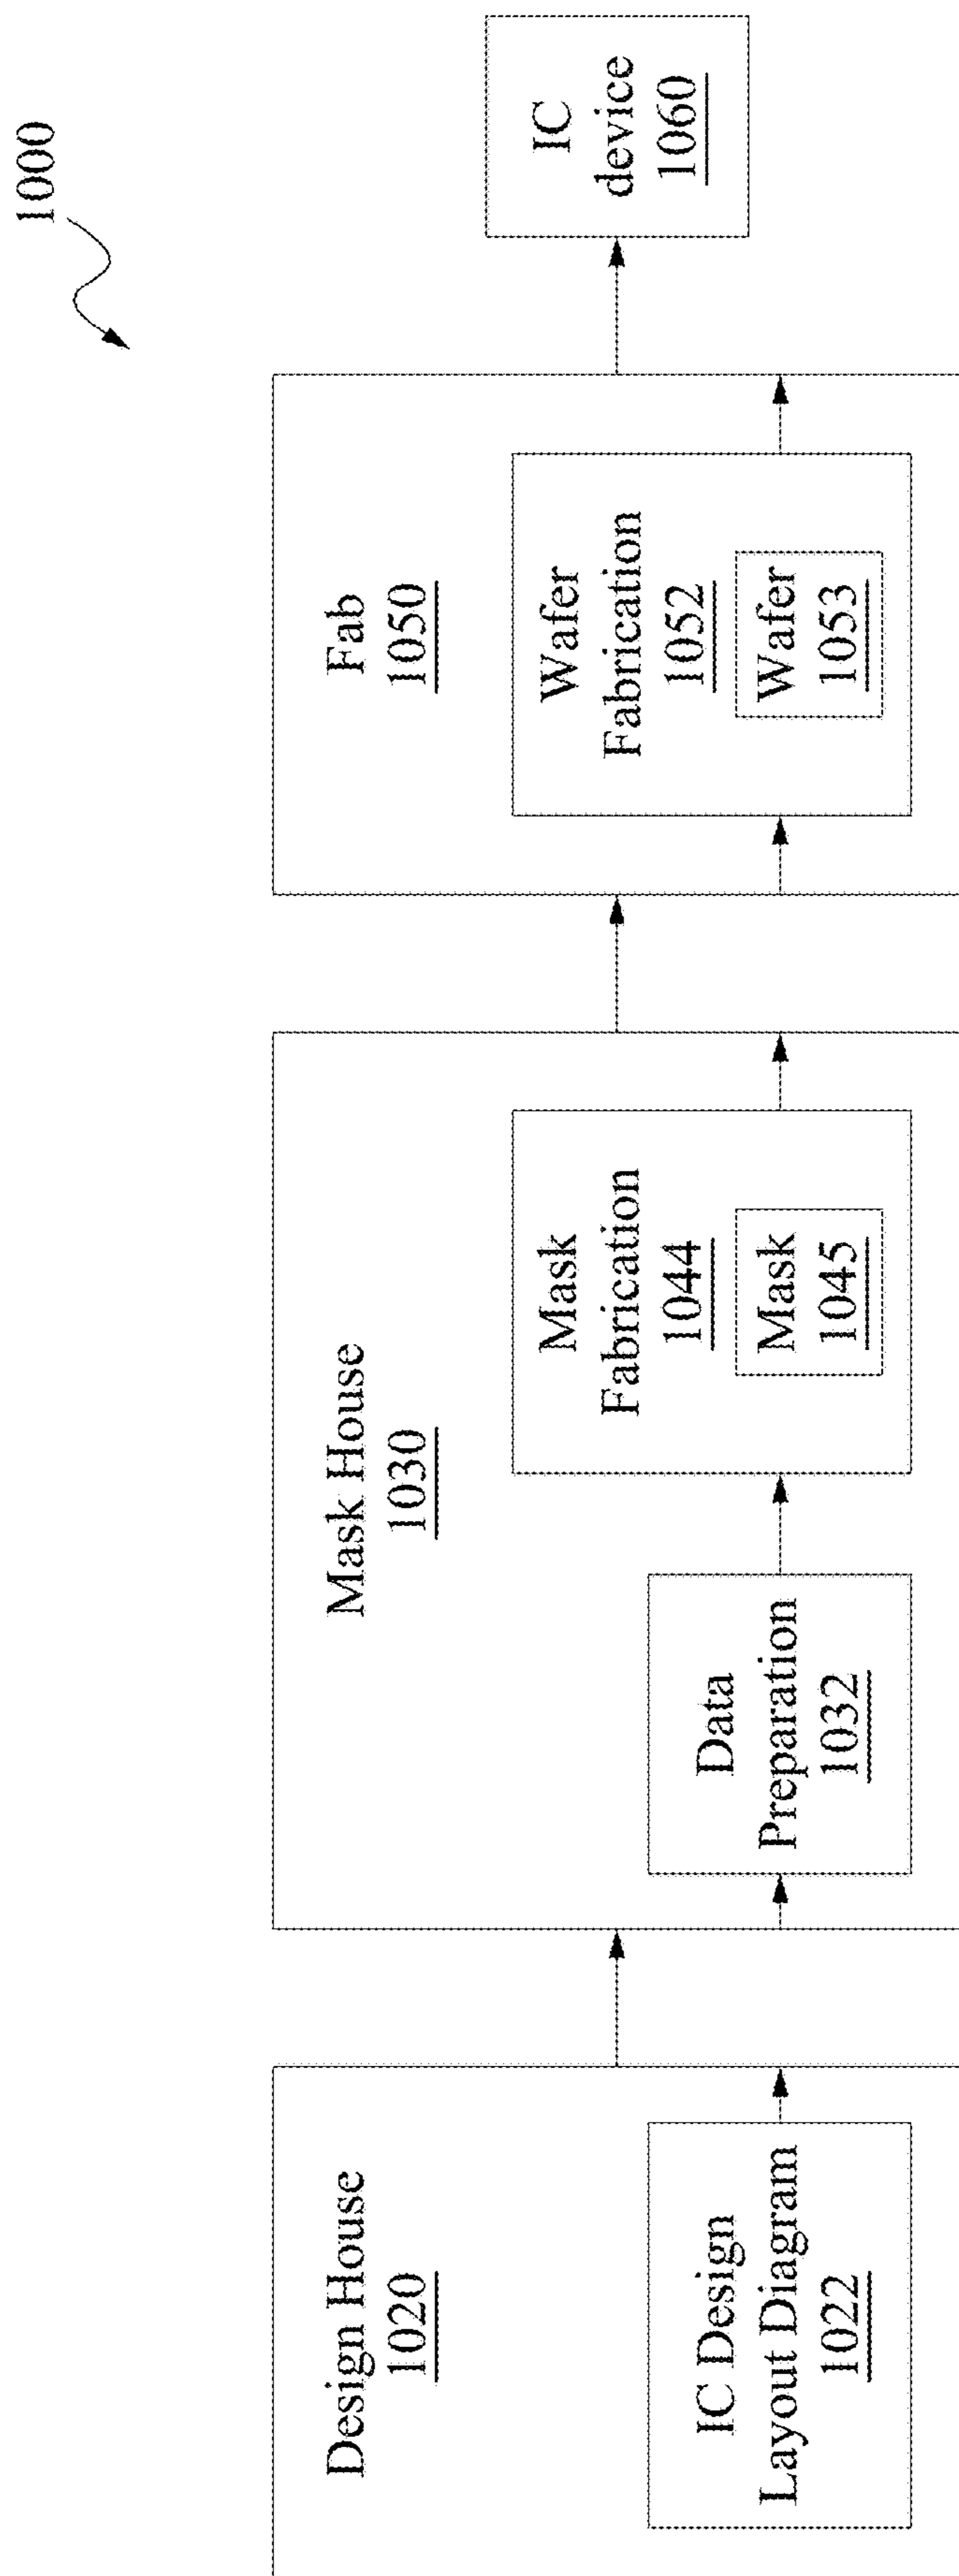 1000
Design House
1020
IC Design
Layout Diagram
1022
Mask House
1030
Data
Preparation
1032
Mask
Fabrication
1044
Mask
1045
Fab
1050
Wafer
Fabrication
1052
Wafer
1053
IC
device
1060